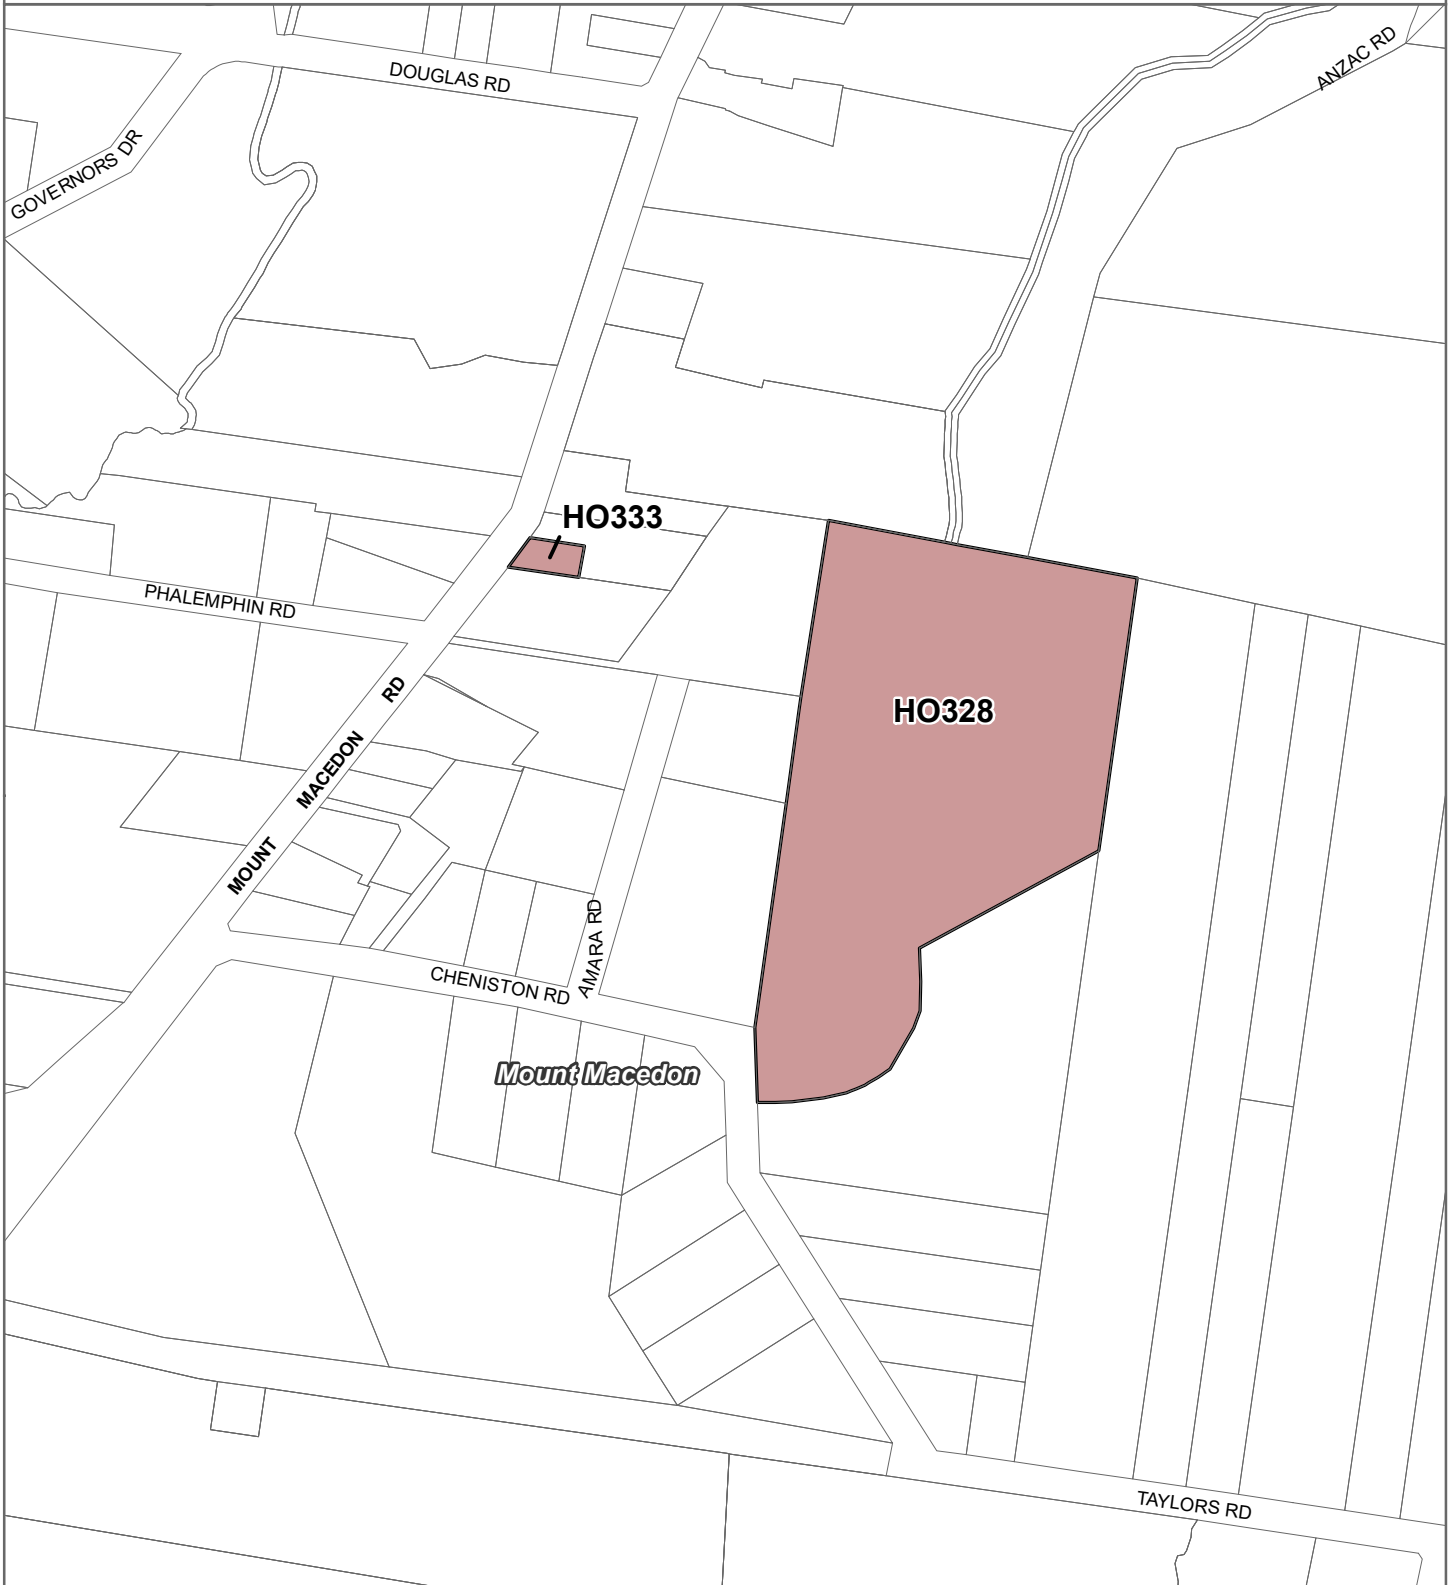 ANZAC RD
DOUGLAS RD
GOVERNORS DR
HO333
PHALEMPHIN RD
MOUNT MACEDON RD
HO328
AMARA RD
CHENISTON RD
Mount Macedon
TAYLORS RD